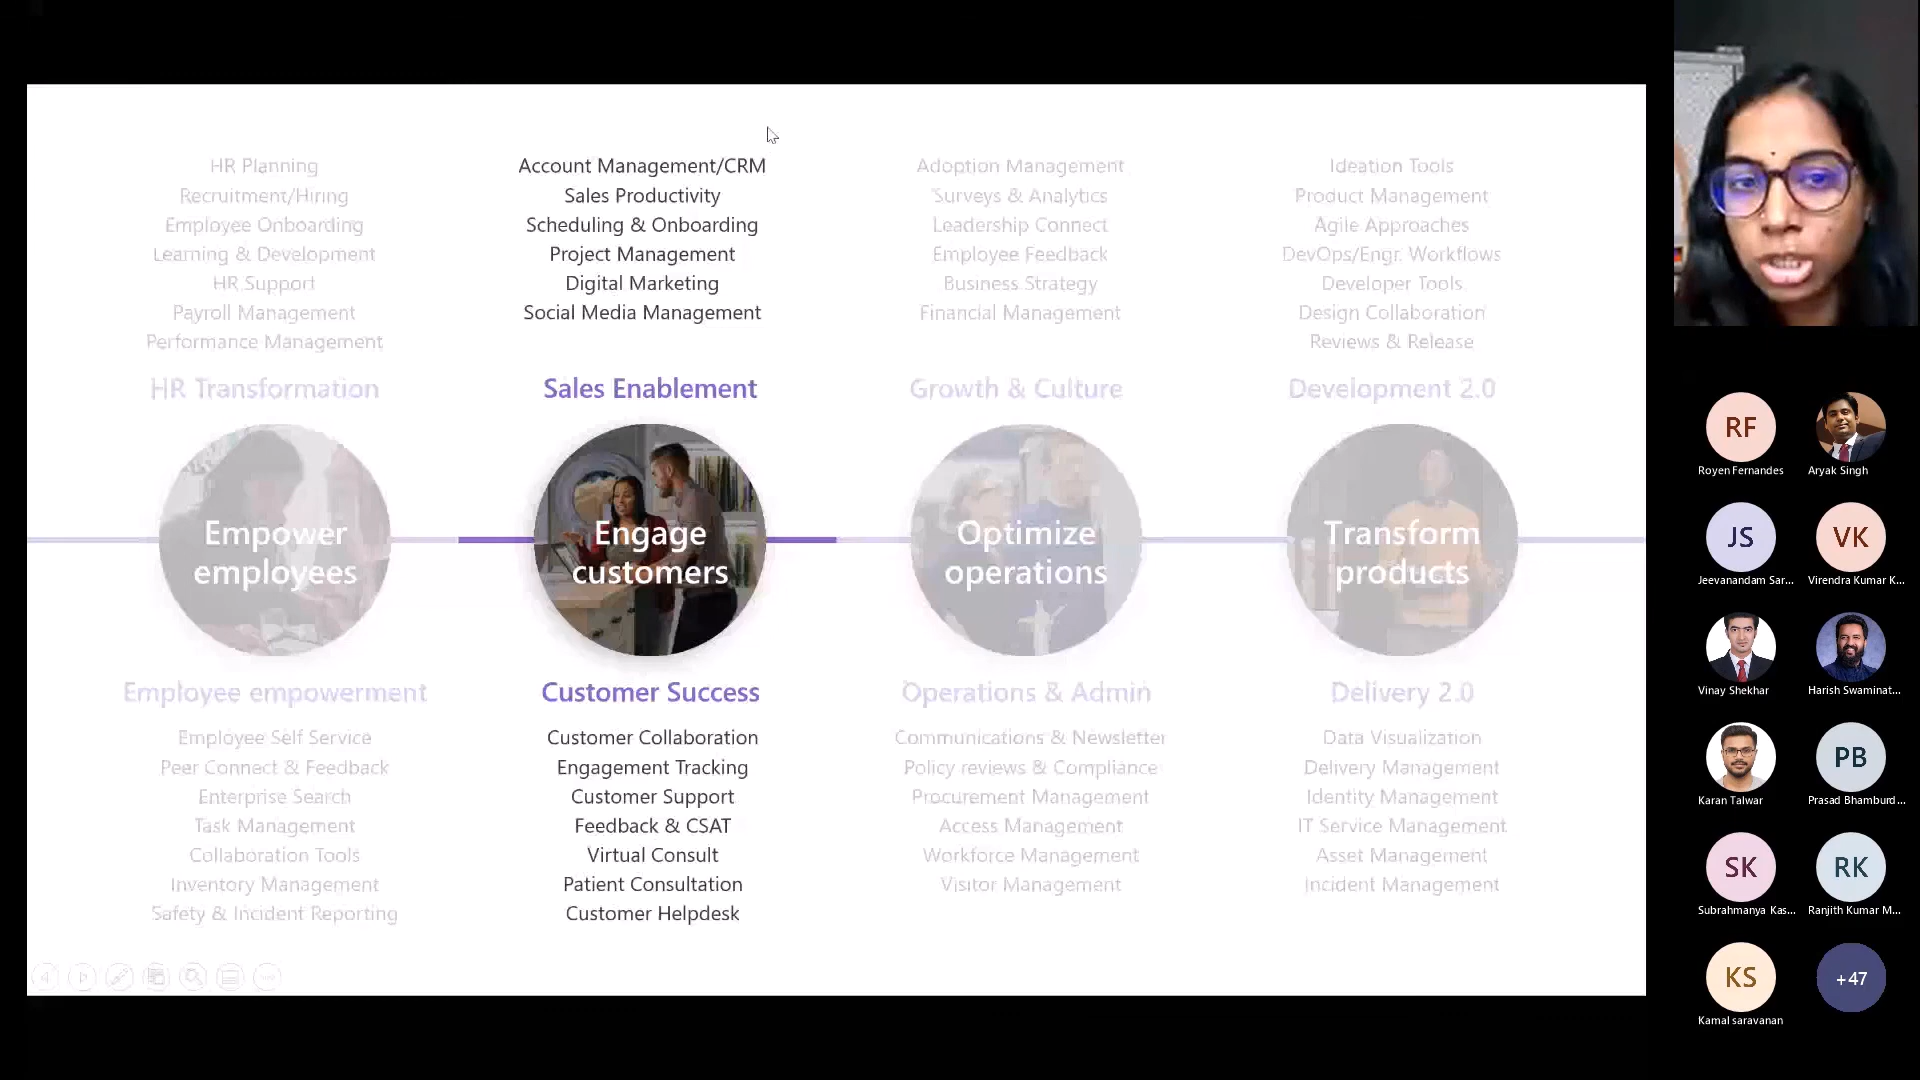 HR Planning
Recruitment/Hiring
Employee Onboarding
Learning & Development
HR Support
Payroll Management
Performance Management
HR Transformation
Empower
employees
Employee empowerment
Employee Self Service
Peer Connect & Feedback
Enterprise Search
Task Management
Collaboration Tools
Inventory Management
Safety & Incident Reporting
Account Management/CRM
Sales Productivity
Scheduling & Onboarding
Project Management
Digital Marketing
Social Media Management
Sales Enablement
Engage
customers
Customer Success
Customer Collaboration
Engagement Tracking
Customer Support
Feedback & CSAT
Virtual Consult
Patient Consultation
Customer Helpdesk
Adoption Management
Surveys & Analytics
Leadership Connect
Employee Feedback
Business Strategy
Financial Management
Growth & Culture
Optimize
operations
Operations & Admin
Communications & Newsletter
Policy reviews & Compliance
Procurement Management
Access Management
Workforce Management
Visitor Management
Ideation Tools
Product Management
Agile Approaches
DevOps/Engr. Workflows
Developer Tools
Design Collaboration
Reviews & Release
Development 2.0
Transform
products
Delivery 2.0
Data Visualization
Delivery Management
Identity Management
IT Service Management
Asset Management
Incident Management
RF
Royen Fernandes
Aryak Singh
JS
Jeevanandam Sar...
VK
Virendra Kumar K...
Vinay Shekhar
Harish Swaminat...
Karan Talwar
PB
Prasad Bhamburd...
SK
Subrahmanya Kas...
RK
Ranjith Kumar M...
KS
Kamal saravanan
+47